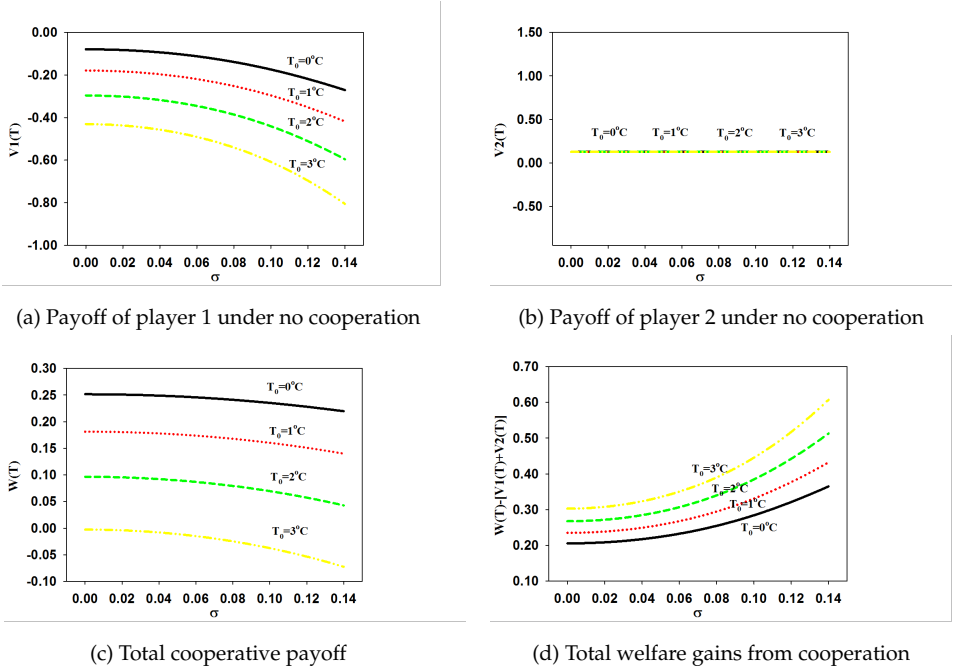 0.00
-0.20
-0.40
-0.60
-0.80
-1.00
V1(T)
T₀=0°C
T₀=1°C
T₀=2°C
T₀=3°C
0.00 0.02 0.04 0.06 0.08 0.10 0.12 0.14
σ
(a) Payoff of player 1 under no cooperation
1.50
1.00
0.50
0.00
-0.50
V2(T)
T₀=0°C T₀=1°C T₀=2°C T₀=3°C
0.00 0.02 0.04 0.06 0.08 0.10 0.12 0.14
σ
(b) Payoff of player 2 under no cooperation
0.30
0.25
0.20
0.15
0.10
0.05
0.00
-0.05
-0.10
W(T)
T₀=0°C
T₀=1°C
T₀=2°C
T₀=3°C
0.00 0.02 0.04 0.06 0.08 0.10 0.12 0.14
σ
(c) Total cooperative payoff
0.70
0.60
0.50
0.40
0.30
0.20
0.10
W(T)-[V1(T)+V2(T)]
T₀=3°C
T₀=2°C
T₀=1°C
T₀=0°C
0.00 0.02 0.04 0.06 0.08 0.10 0.12 0.14
σ
(d) Total welfare gains from cooperation